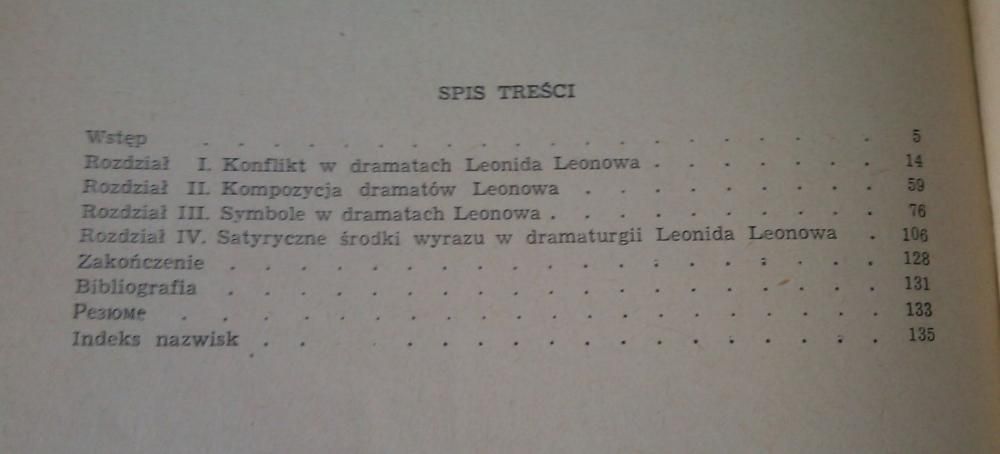 SPIS TREŚCI
Wstęp . . . . . . . . . . . . . . . . . . . 5
Rozdział I. Konflikt w dramatach Leonida Leonowa . . . . . . . 14
Rozdział II. Kompozycja dramatów Leonowa . . . . . . . . . 59
Rozdział III. Symbole w dramatach Leonowa . . . . . . . . . . 76
Rozdział IV. Satyryczne środki wyrazu w dramaturgii Leonida Leonowa . 106
Zakończenie . . . . . . . . . . . . . . . . . . . 128
Bibliografia . . . . . . . . . . . . . . . . . . . 131
Резюме . . . . . . . . . . . . . . . . . . . . 133
Indeks nazwisk . . . . . . . . . . . . . . . . . 135